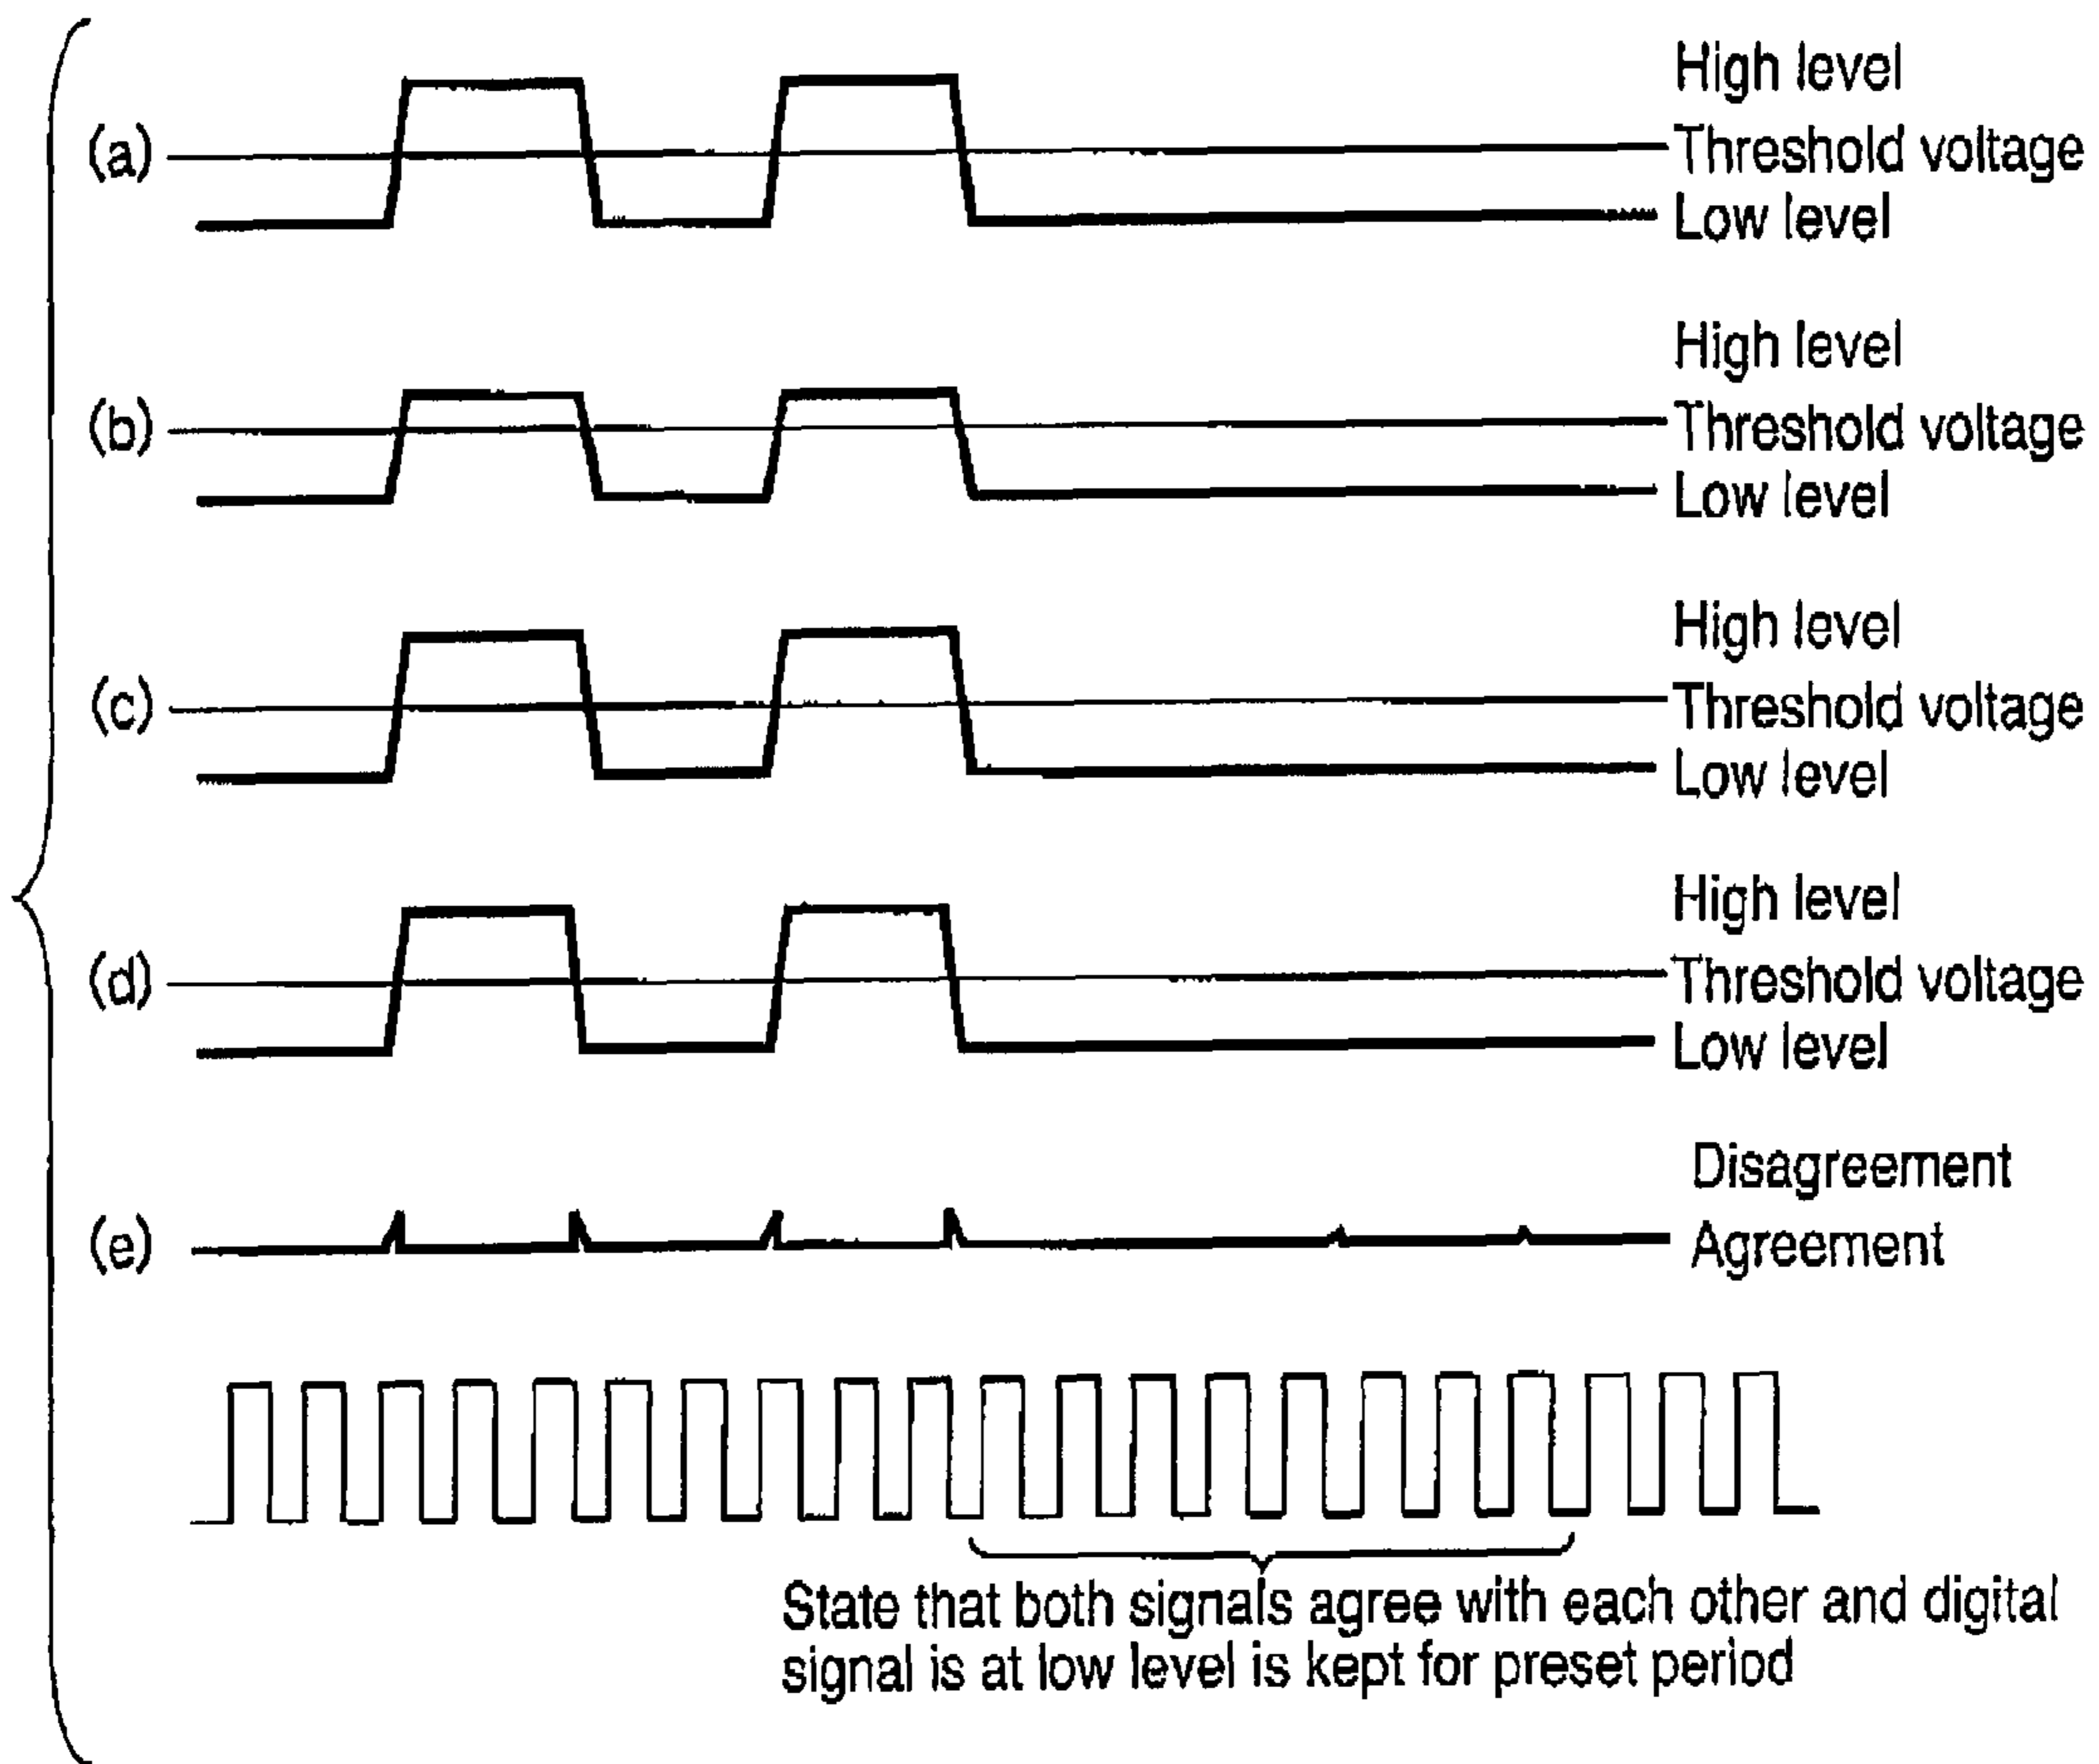 High level
(a) Threshold voltage
Low level
High level
(b) Threshold voltage
Low level
High level
(c) Threshold voltage
Low level
High level
(d) Threshold voltage
Low level
Disagreement
(e) Agreement
State that both signals agree with each other and digital
signal is at low level is kept for preset period